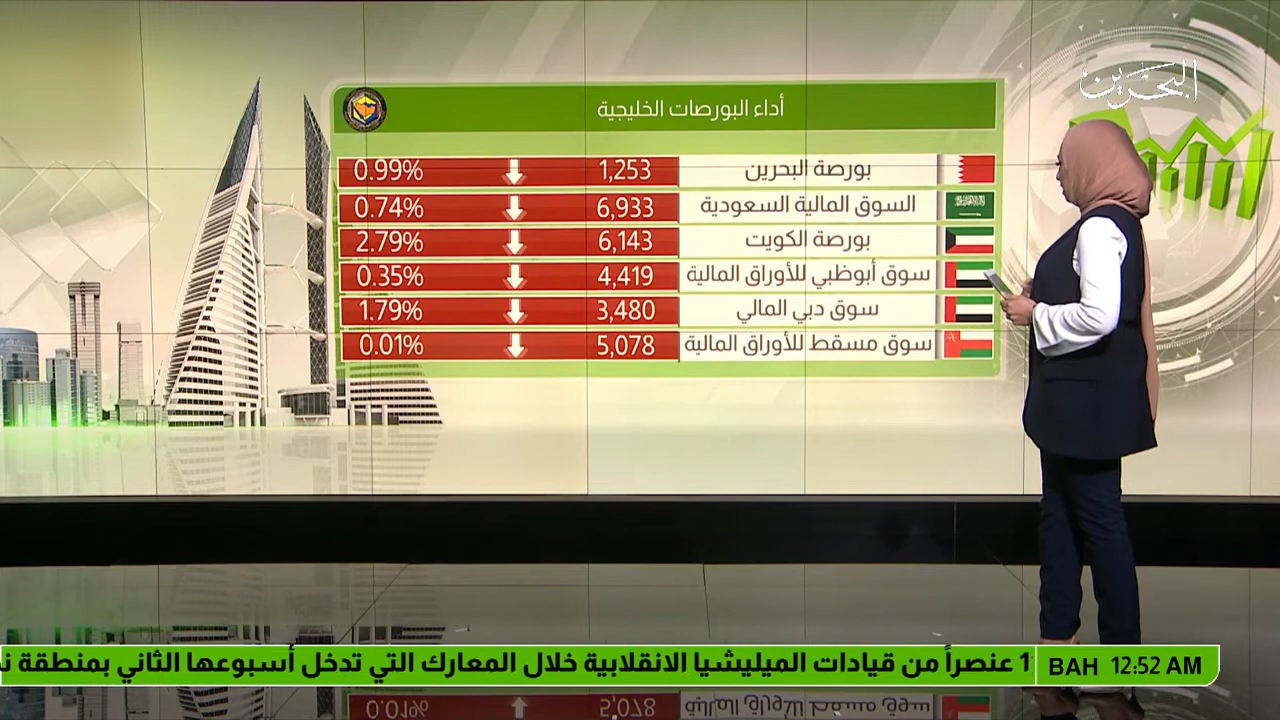 البحرين
أداء البورصات الخليجية
بورصة البحرين 1,253 0.99%
السوق المالية السعودية 6,933 0.74%
بورصة الكويت 6,143 2.79%
سوق أبوظبي للأوراق المالية 4,419 0.35%
سوق دبي المالي 3,480 1.79%
سوق مسقط للأوراق المالية 5,078 0.01%
BAH 12:52 AM
1 عنصراً من قيادات الميليشيا الانقلابية خلال المعارك التي تدخل أسبوعها الثاني بمنطقة